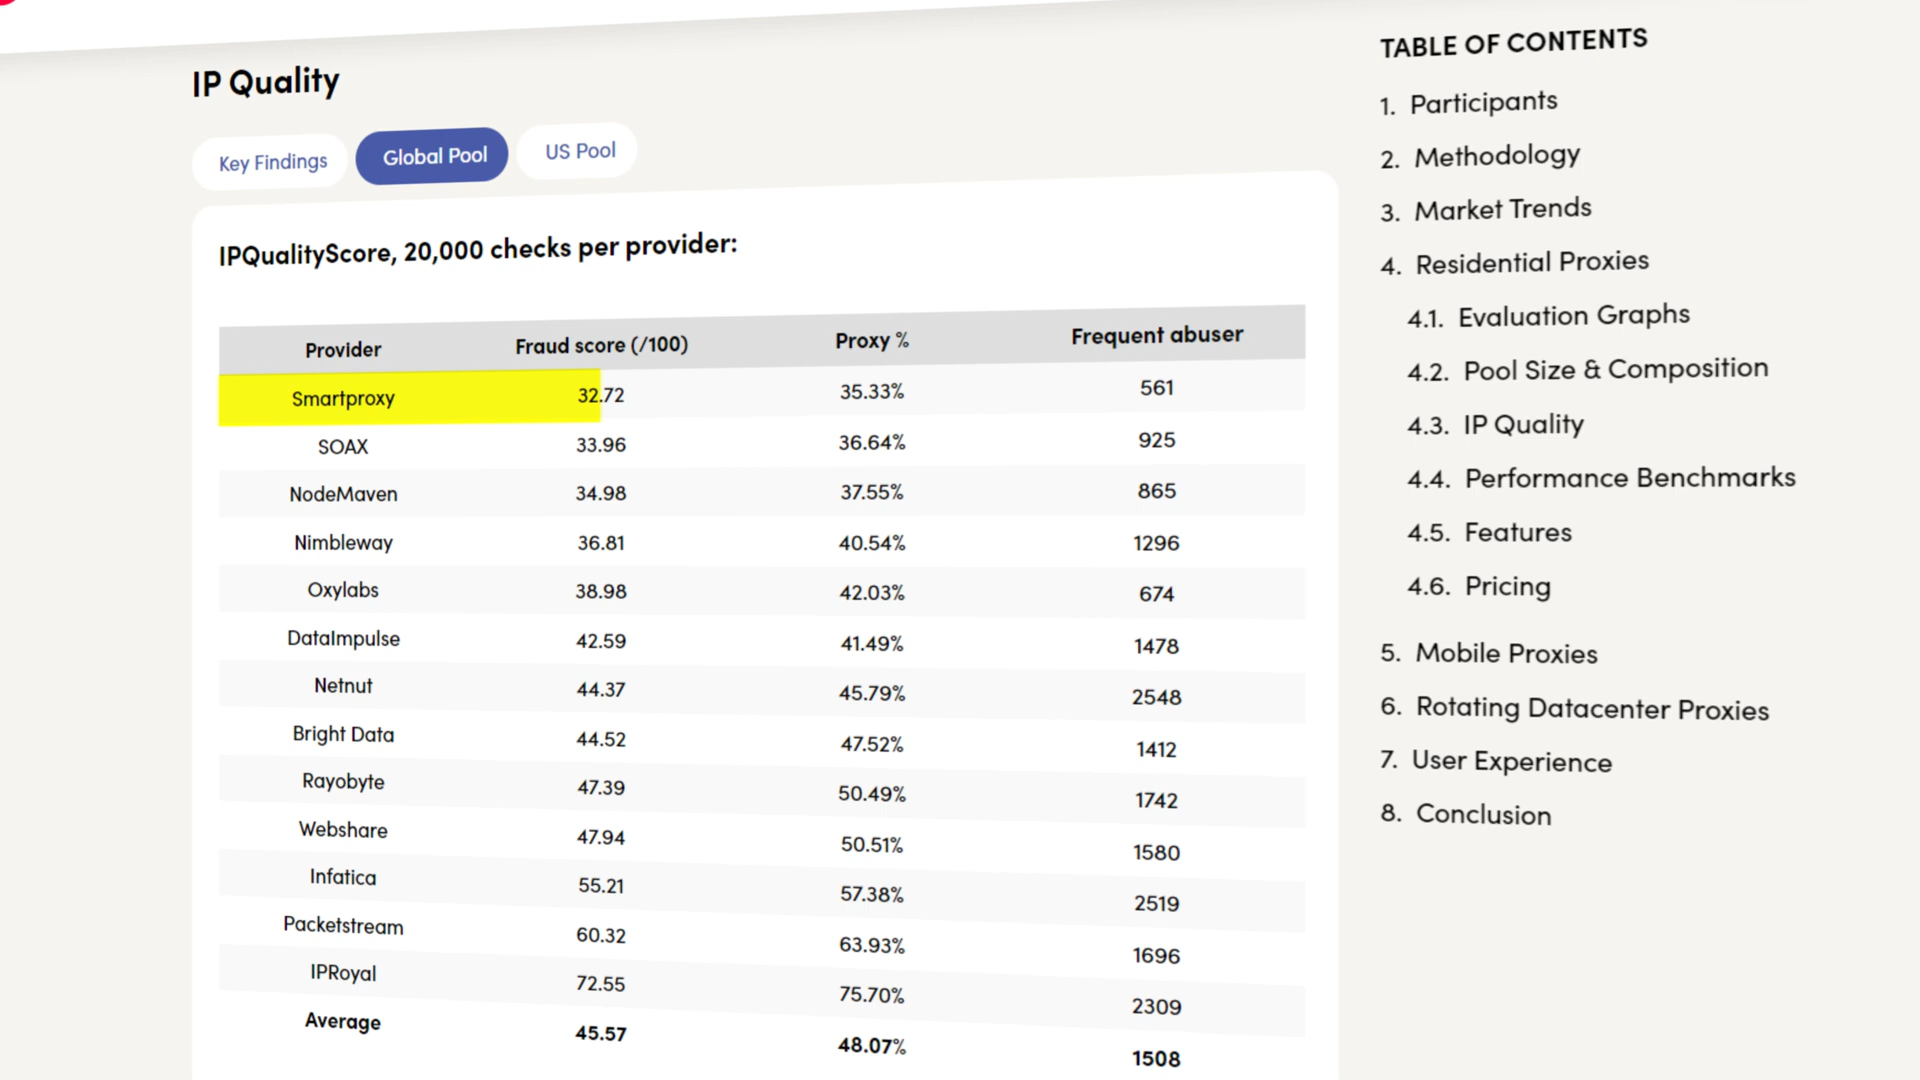 IP Quality
Key Findings Global Pool US Pool
IPQualityScore, 20,000 checks per provider:
Provider Fraud score (/100) Proxy % Frequent abuser
Smartproxy 32.72 35.33% 561
SOAX 33.96 36.64% 925
NodeMaven 34.98 37.55% 865
Nimbleway 36.81 40.54% 1296
Oxylabs 38.98 42.03% 674
DataImpulse 42.59 41.49% 1478
Netnut 44.37 45.79% 2548
Bright Data 44.52 47.52% 1412
Rayobyte 47.39 50.49% 1742
Webshare 47.94 50.51% 1580
Infatica 55.21 57.38% 2519
Packetstream 60.32 63.93% 1696
IPRoyal 72.55 75.70% 2309
Average 45.57 48.07% 1508
TABLE OF CONTENTS
1. Participants
2. Methodology
3. Market Trends
4. Residential Proxies
4.1. Evaluation Graphs
4.2. Pool Size & Composition
4.3. IP Quality
4.4. Performance Benchmarks
4.5. Features
4.6. Pricing
5. Mobile Proxies
6. Rotating Datacenter Proxies
7. User Experience
8. Conclusion